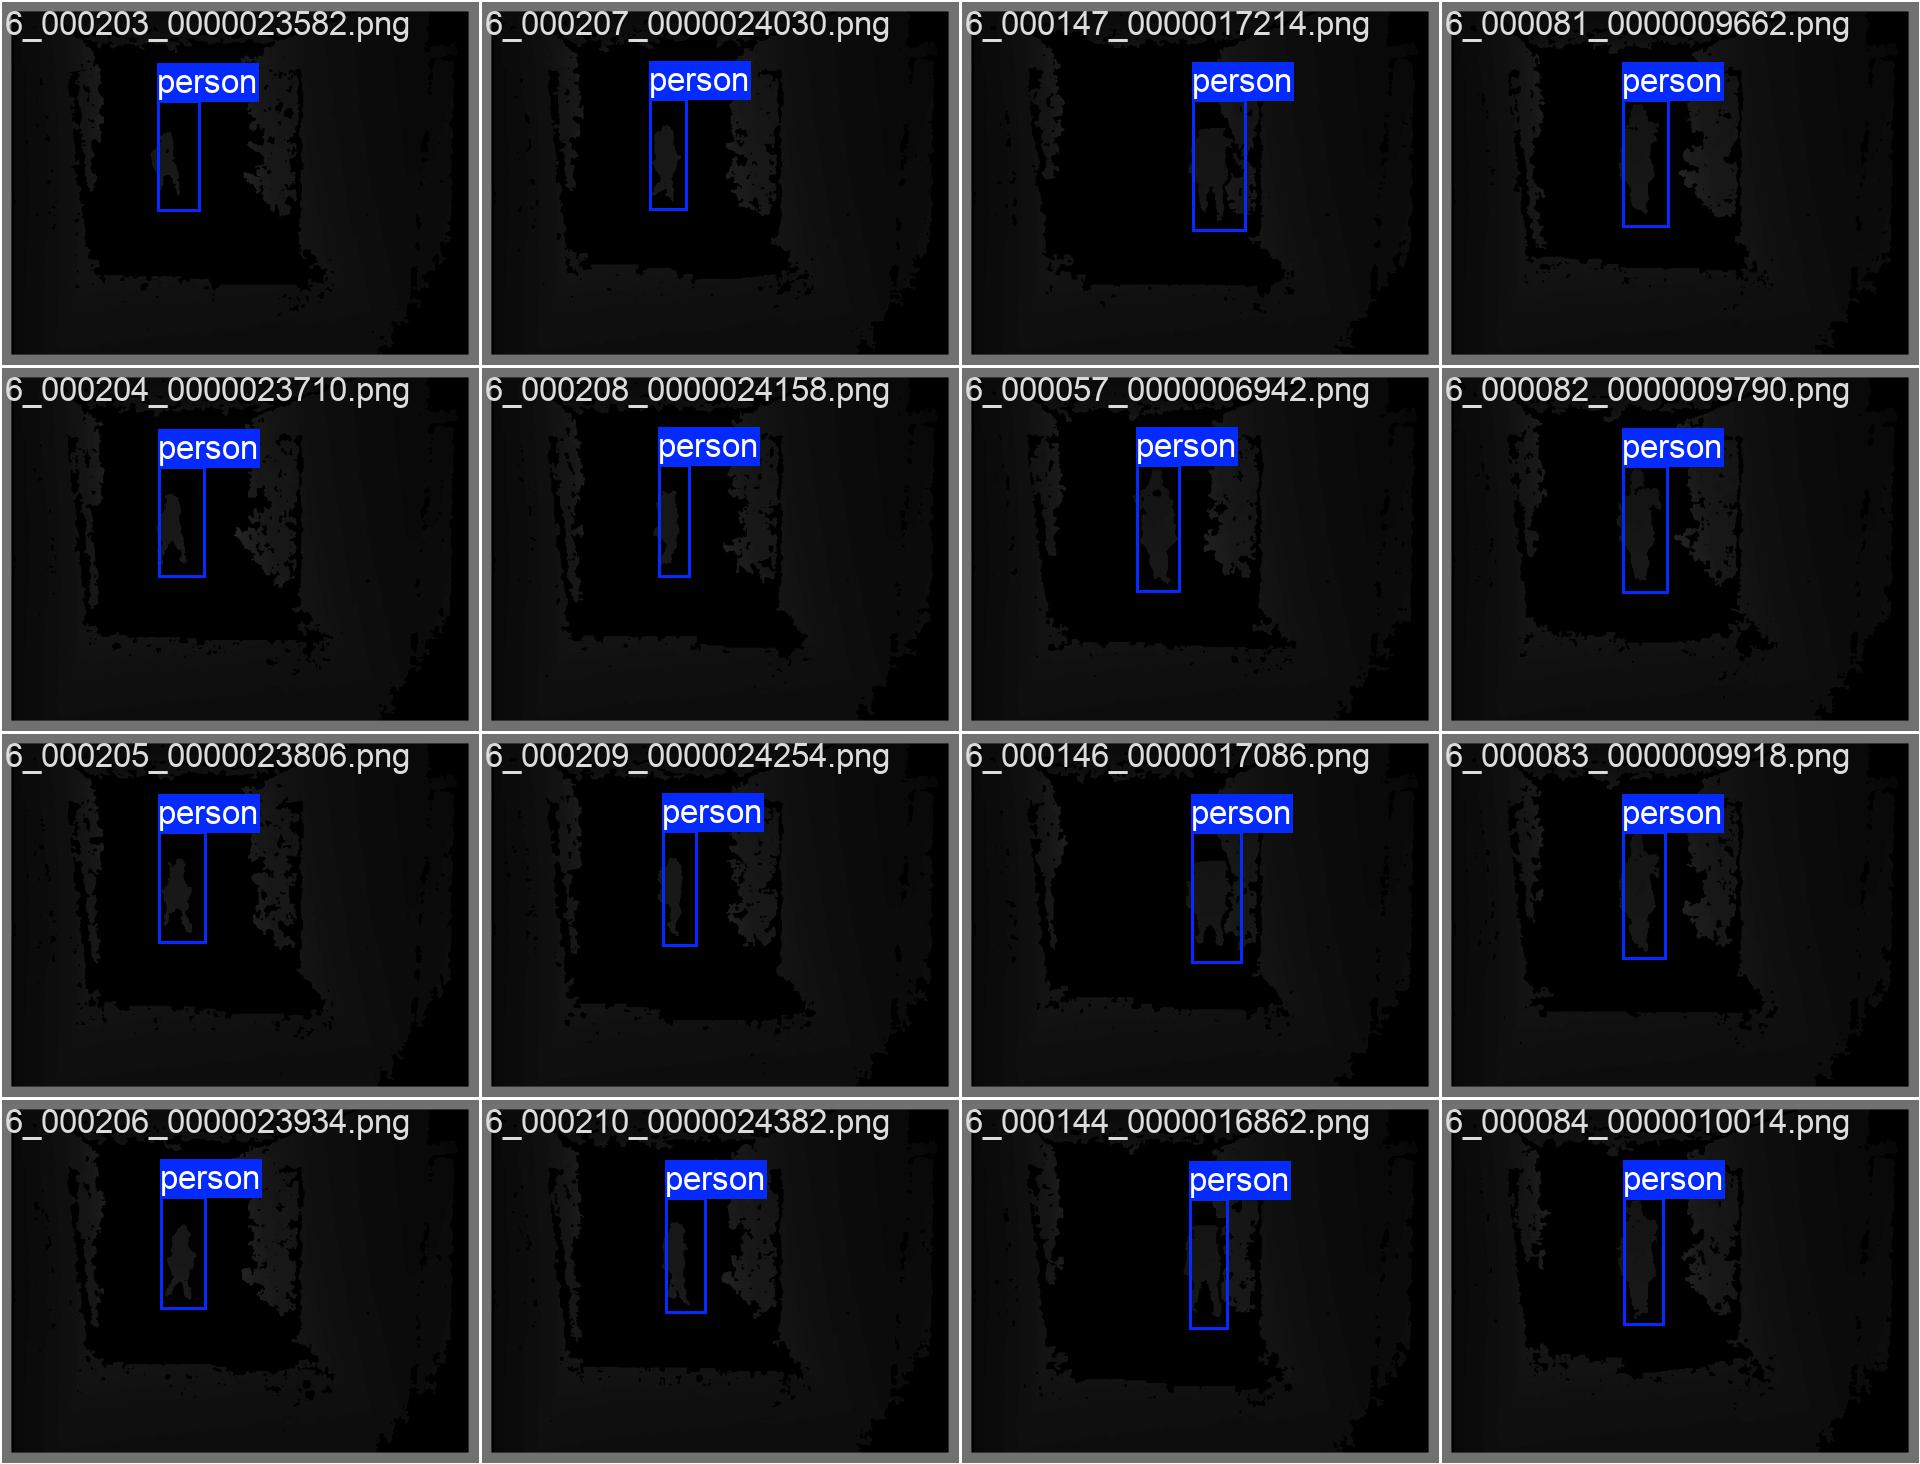 6_000203_0000023582.png
person
6_000207_0000024030.png
person
6_000147_0000017214.png
person
6_000081_0000009662.png
person
6_000204_0000023710.png
person
6_000208_0000024158.png
person
6_000057_0000006942.png
person
6_000082_0000009790.png
person
6_000205_0000023806.png
person
6_000209_0000024254.png
person
6_000146_0000017086.png
person
6_000083_0000009918.png
person
6_000206_0000023934.png
person
6_000210_0000024382.png
person
6_000144_0000016862.png
person
6_000084_0000010014.png
person